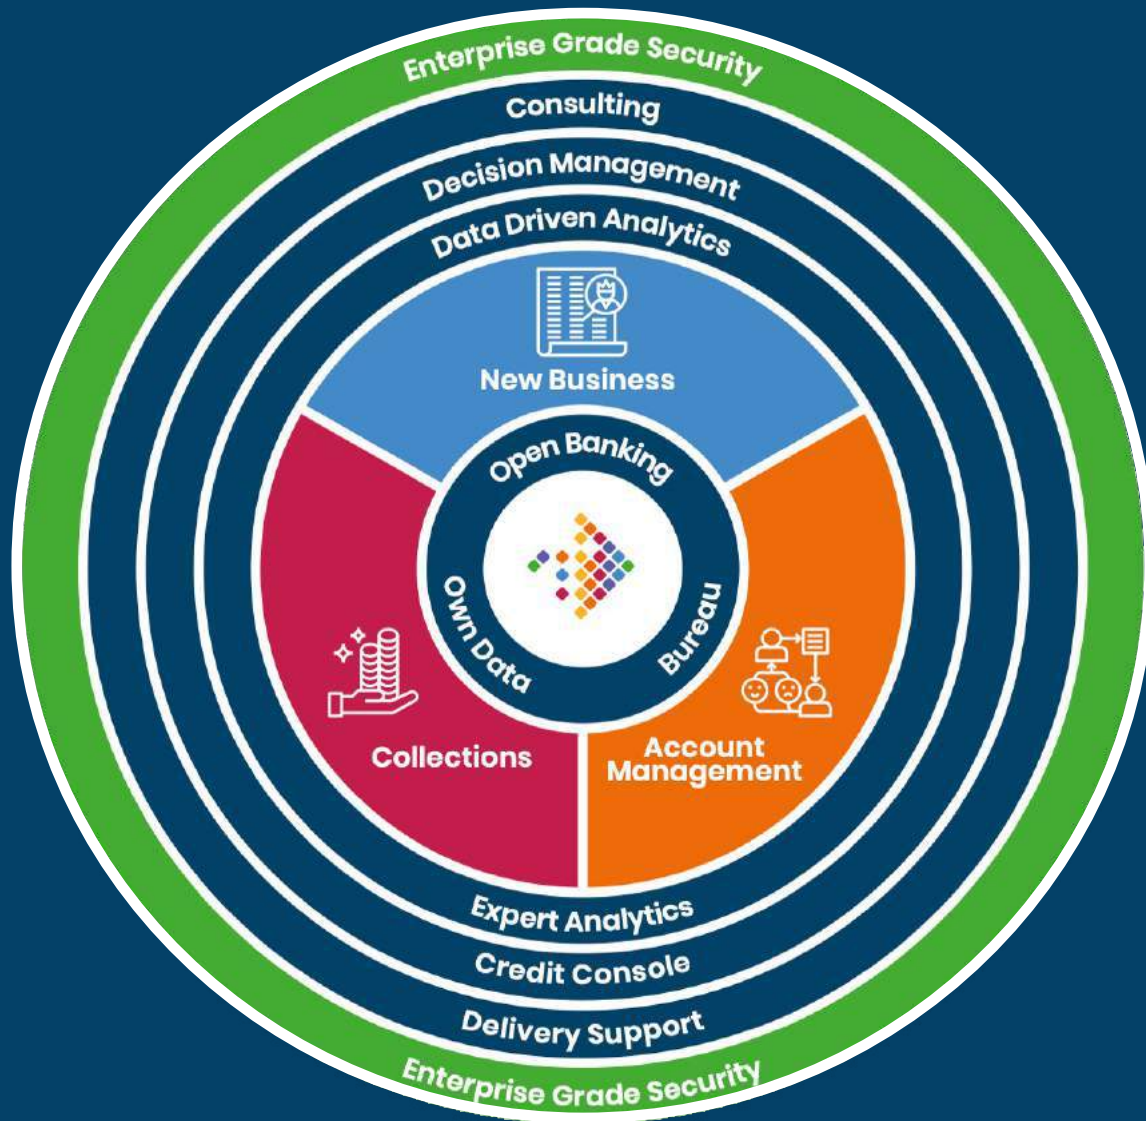 Enterprise Grade Security
Consulting
Decision Management
Data Driven Analytics
New Business
Open Banking
Own Data
Bureau
Collections
Account
Management
Expert Analytics
Credit Console
Delivery Support
Enterprise Grade Security